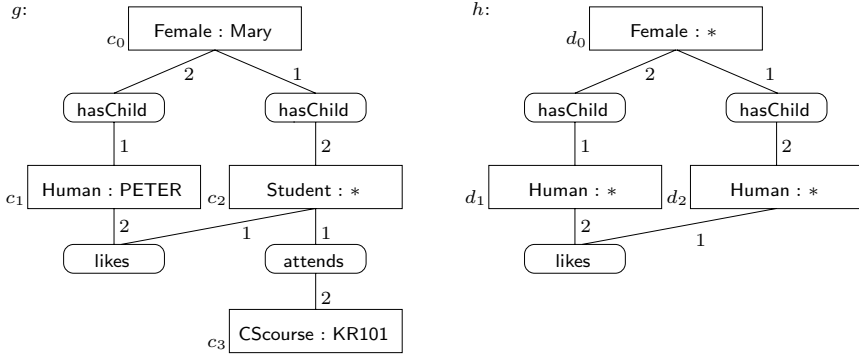 g: h:
Female : Mary Female : *
c0 d0
2 1 2 1
hasChild hasChild hasChild hasChild
1 2 1 2
Human : PETER Student : * Human : * Human : *
c1 c2 d1 d2
2 1 1 2 1
likes attends likes
2
CScourse : KR101
c3